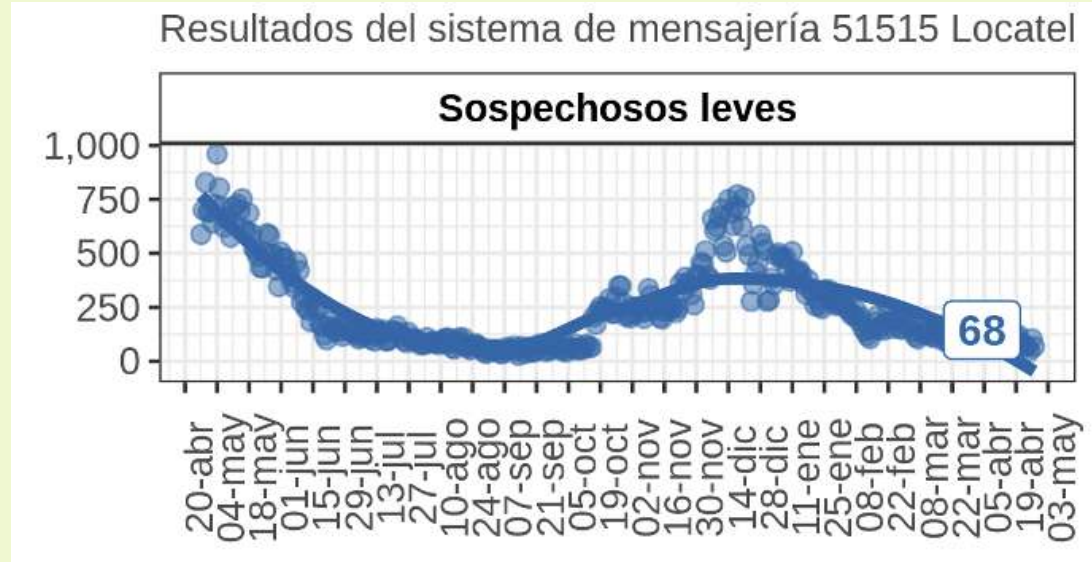 Resultados del sistema de mensajería 51515 Locatel
Sospechosos leves
1,000
750
500
250
0
68
20-abr
04-may
18-may
01-jun
15-jun
29-jun
13-jul
27-jul
10-ago
24-ago
07-sep
21-sep
05-oct
19-oct
02-nov
16-nov
30-nov
14-dic
28-dic
11-ene
25-ene
08-feb
22-feb
08-mar
22-mar
05-abr
19-abr
03-may